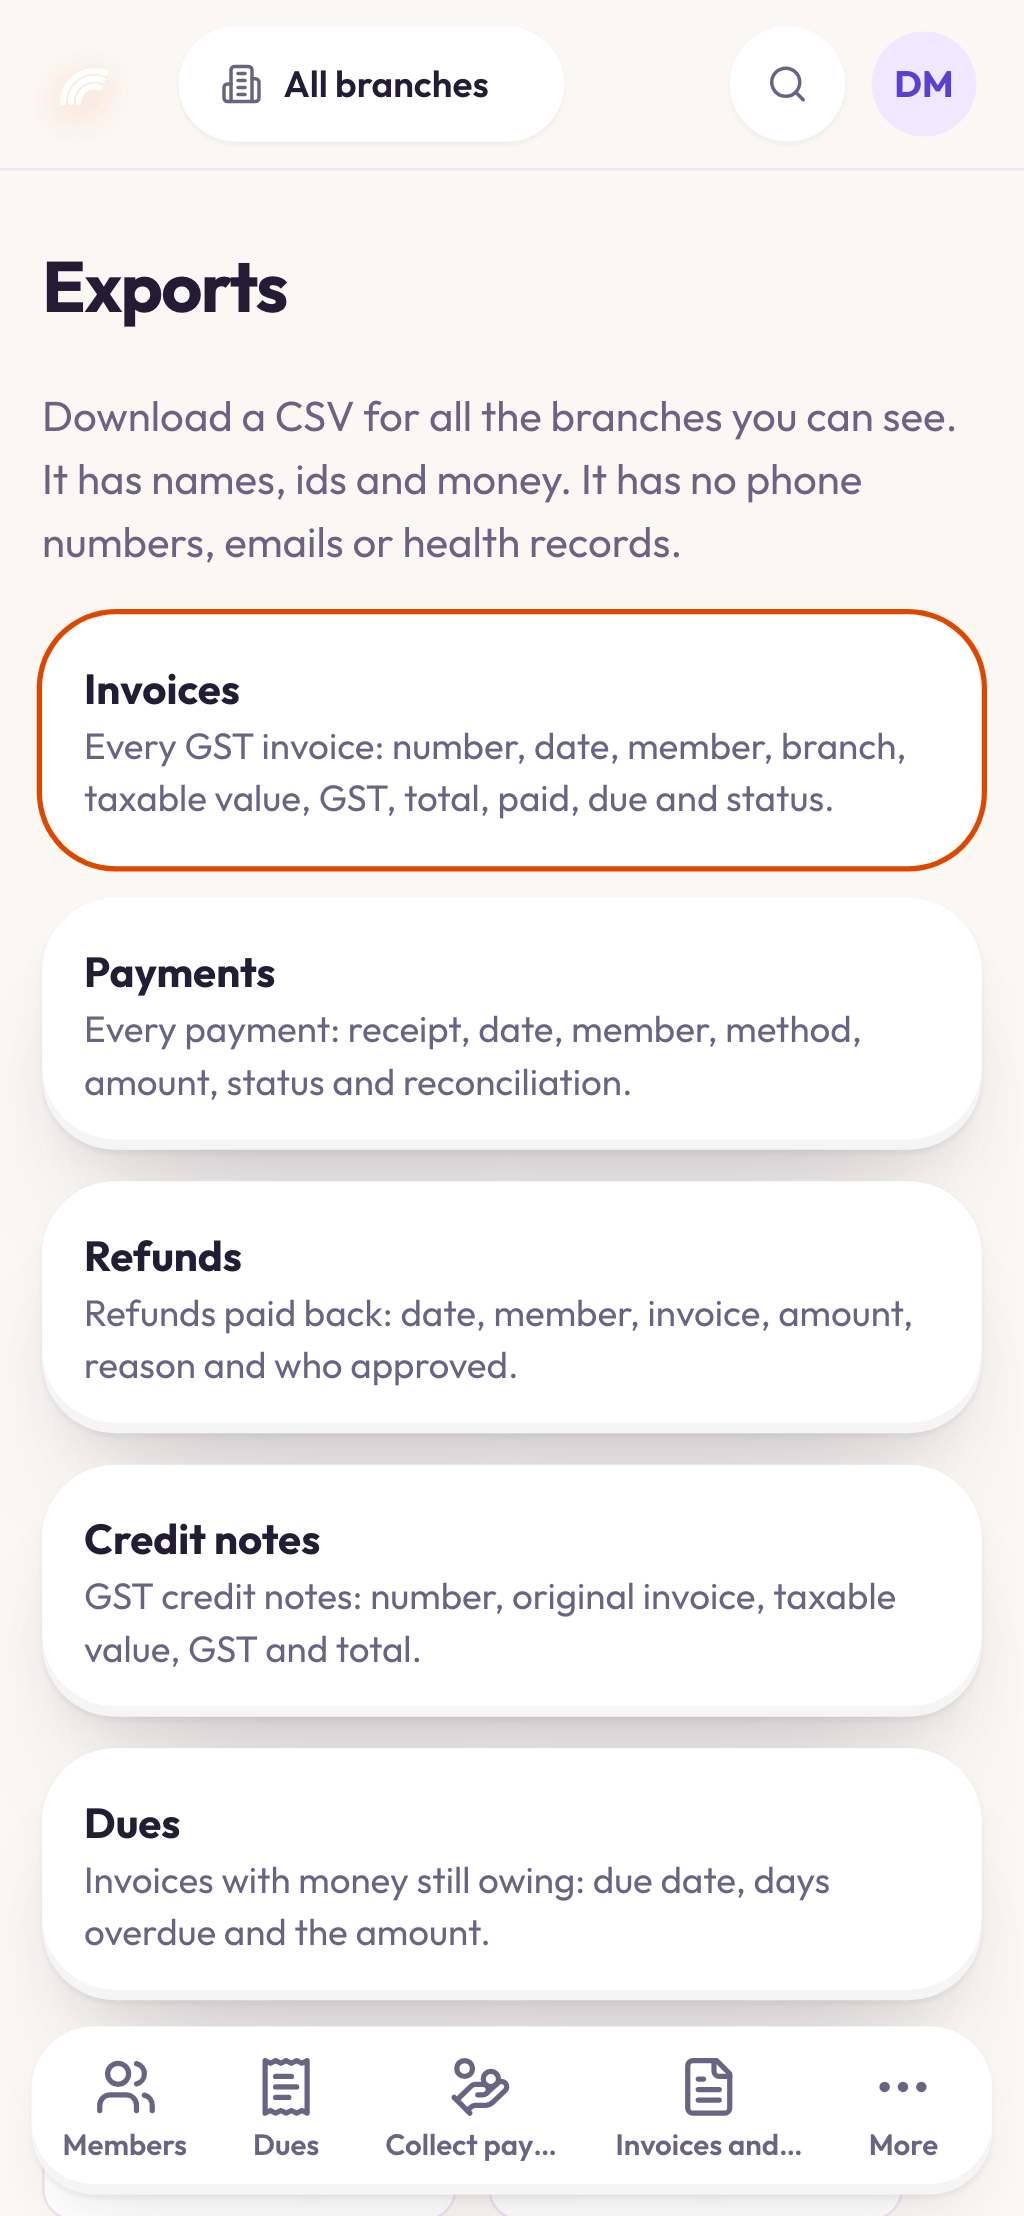 All branches
DM
Exports
Download a CSV for all the branches you can see.
It has names, ids and money. It has no phone
numbers, emails or health records.
Invoices
Every GST invoice: number, date, member, branch,
taxable value, GST, total, paid, due and status.
Payments
Every payment: receipt, date, member, method,
amount, status and reconciliation.
Refunds
Refunds paid back: date, member, invoice, amount,
reason and who approved.
Credit notes
GST credit notes: number, original invoice, taxable
value, GST and total.
Dues
Invoices with money still owing: due date, days
overdue and the amount.
Members
Dues
Collect pay...
Invoices and...
More